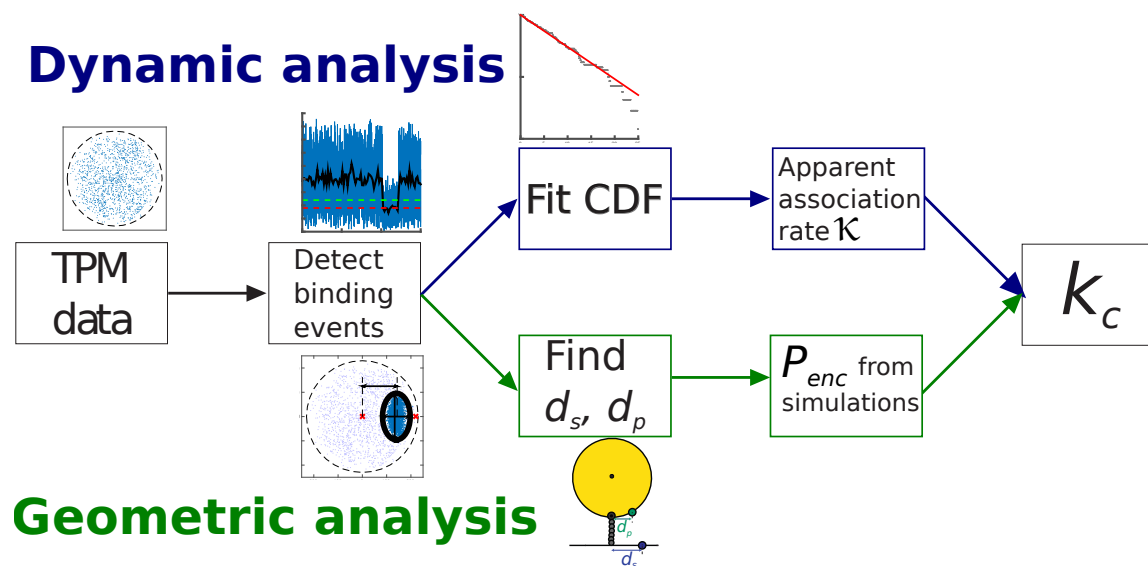 Dynamic analysis
TPM
data
Detect
binding
events
Fit CDF
Apparent
association
rate κ
Find
d_s, d_p
P_enc from
simulations
k_c
Geometric analysis
d_p
d_s